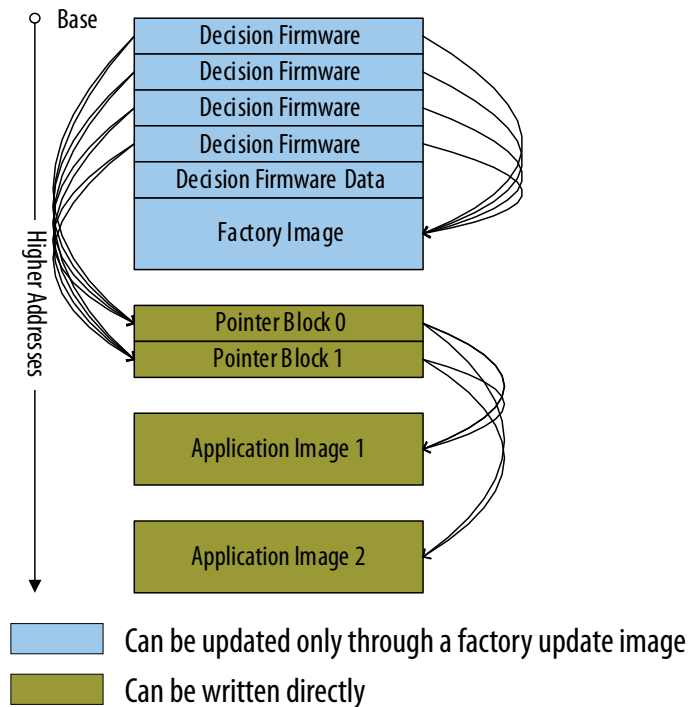 Base
Decision Firmware
Decision Firmware
Decision Firmware
Decision Firmware
Decision Firmware Data
Factory Image
Higher Addresses
Pointer Block 0
Pointer Block 1
Application Image 1
Application Image 2
Can be updated only through a factory update image
Can be written directly